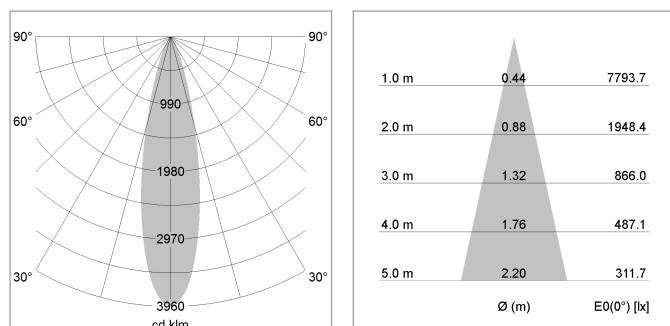 90° 90°
990
60° 60°
1980
2970
30° 30°
3960
cd klm
1.0 m 0.44 7793.7
2.0 m 0.88 1948.4
3.0 m 1.32 866.0
4.0 m 1.76 487.1
5.0 m 2.20 311.7
Ø (m) E0(0°) [lx]